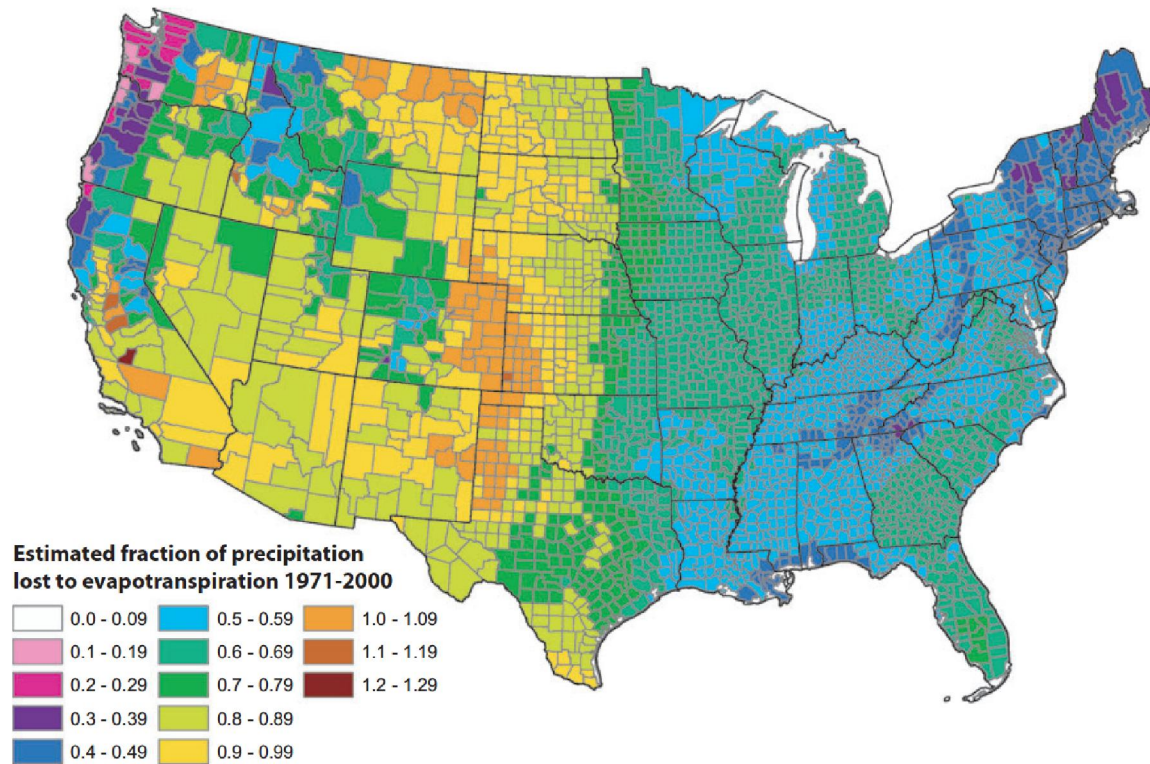 Estimated fraction of precipitation
lost to evapotranspiration 1971-2000
0.0 - 0.09
0.1 - 0.19
0.2 - 0.29
0.3 - 0.39
0.4 - 0.49
0.5 - 0.59
0.6 - 0.69
0.7 - 0.79
0.8 - 0.89
0.9 - 0.99
1.0 - 1.09
1.1 - 1.19
1.2 - 1.29